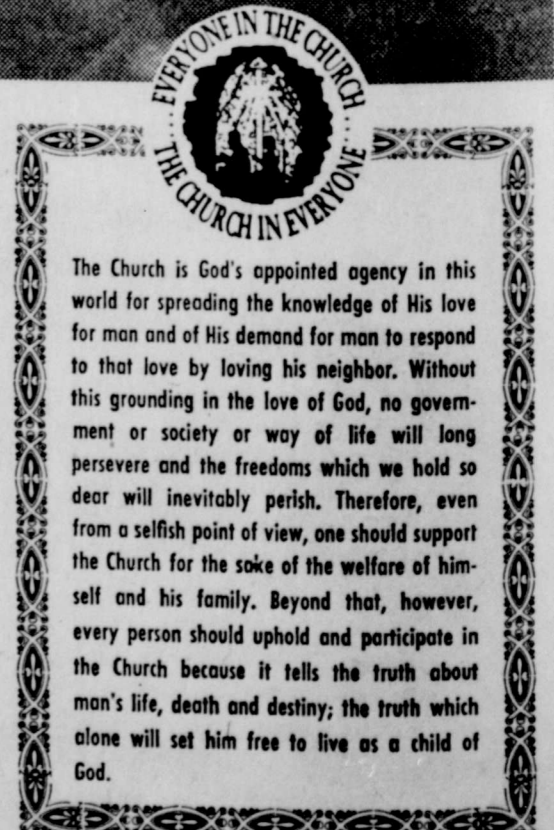 EVERYONE IN THE CHURCH
THE CHURCH IN EVERYONE
The Church is God's appointed agency in this
world for spreading the knowledge of His love
for man and of His demand for man to respond
to that love by loving his neighbor. Without
this grounding in the love of God, no govern-
ment or society or way of life will long
persevere and the freedoms which we hold so
dear will inevitably perish. Therefore, even
from a selfish point of view, one should support
the Church for the sake of the welfare of him-
self and his family. Beyond that, however,
every person should uphold and participate in
the Church because it tells the truth about
man's life, death and destiny; the truth which
alone will set him free to live as a child of
God.